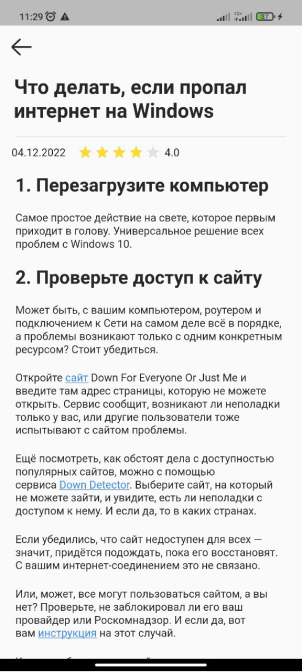 11:29
Что делать, если пропал
интернет на Windows
04.12.2022 4.0
1. Перезагрузите компьютер
Самое простое действие на свете, которое первым
приходит в голову. Универсальное решение всех
проблем с Windows 10.
2. Проверьте доступ к сайту
Может быть, с вашим компьютером, роутером и
подключением к Сети на самом деле всё в порядке,
а проблемы возникают только с одним конкретным
ресурсом? Стоит убедиться.
Откройте сайт Down For Everyone Or Just Me и
введите там адрес страницы, которую не можете
открыть. Сервис сообщит, возникают ли неполадки
только у вас, или другие пользователи тоже
испытывают с сайтом проблемы.
Ещё посмотреть, как обстоят дела с доступностью
популярных сайтов, можно с помощью
сервиса Down Detector. Выберите сайт, на который
не можете зайти, и увидите, есть ли неполадки с
доступом к нему. И если да, то в каких странах.
Если убедились, что сайт недоступен для всех —
значит, придётся подождать, пока его восстановят.
С вашим интернет-соединением это не связано.
Или, может, все могут пользоваться сайтом, а вы
нет? Проверьте, не заблокировал ли его ваш
провайдер или Роскомнадзор. И если да, вот
вам инструкция на этот случай.